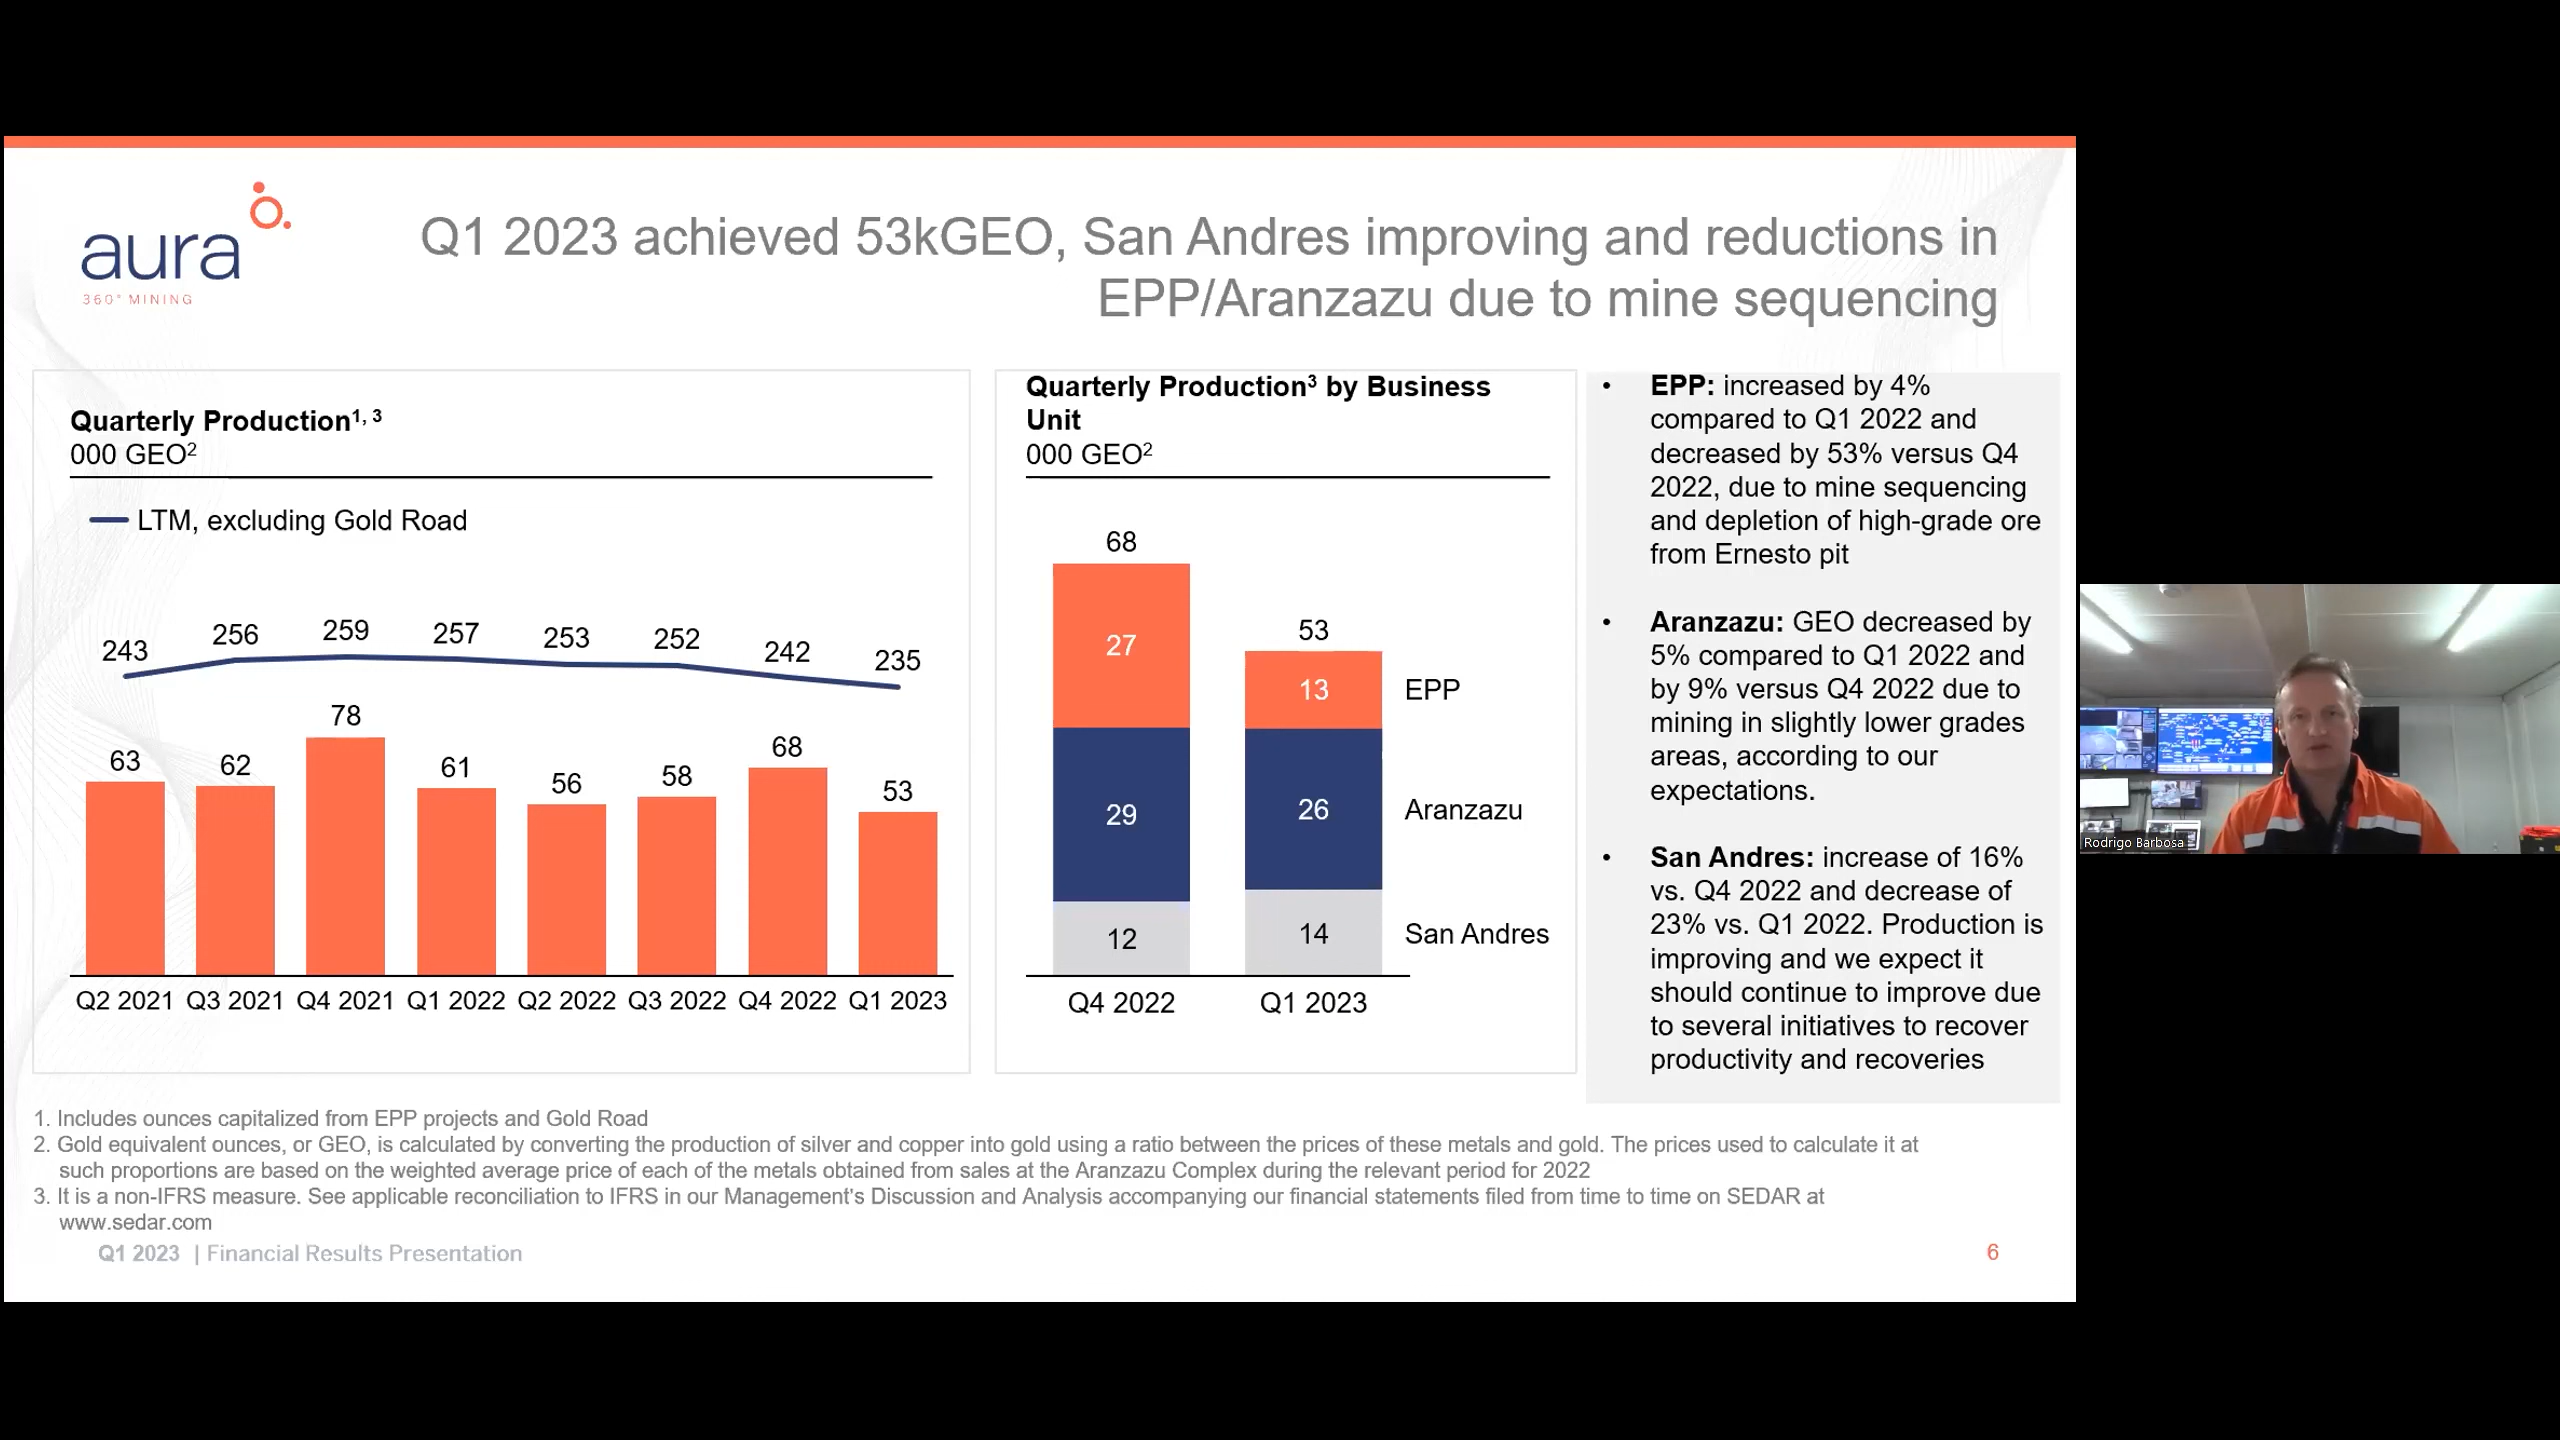 aura
360° MINING
Q1 2023 achieved 53kGEO, San Andres improving and reductions in
EPP/Aranzazu due to mine sequencing
Quarterly Production¹, ³
000 GEO²
LTM, excluding Gold Road
243 256 259 257 253 252 242 235
63 62 78 61 56 58 68 53
Q2 2021 Q3 2021 Q4 2021 Q1 2022 Q2 2022 Q3 2022 Q4 2022 Q1 2023
Quarterly Production³ by Business
Unit
000 GEO²
68 53
27 13 EPP
29 26 Aranzazu
12 14 San Andres
Q4 2022 Q1 2023
• EPP: increased by 4%
compared to Q1 2022 and
decreased by 53% versus Q4
2022, due to mine sequencing
and depletion of high-grade ore
from Ernesto pit
• Aranzazu: GEO decreased by
5% compared to Q1 2022 and
by 9% versus Q4 2022 due to
mining in slightly lower grades
areas, according to our
expectations.
• San Andres: increase of 16%
vs. Q4 2022 and decrease of
23% vs. Q1 2022. Production is
improving and we expect it
should continue to improve due
to several initiatives to recover
productivity and recoveries
1. Includes ounces capitalized from EPP projects and Gold Road
2. Gold equivalent ounces, or GEO, is calculated by converting the production of silver and copper into gold using a ratio between the prices of these metals and gold. The prices used to calculate it at
such proportions are based on the weighted average price of each of the metals obtained from sales at the Aranzazu Complex during the relevant period for 2022
3. It is a non-IFRS measure. See applicable reconciliation to IFRS in our Management's Discussion and Analysis accompanying our financial statements filed from time to time on SEDAR at
www.sedar.com
Q1 2023 | Financial Results Presentation
6
Rodrigo Barbosa